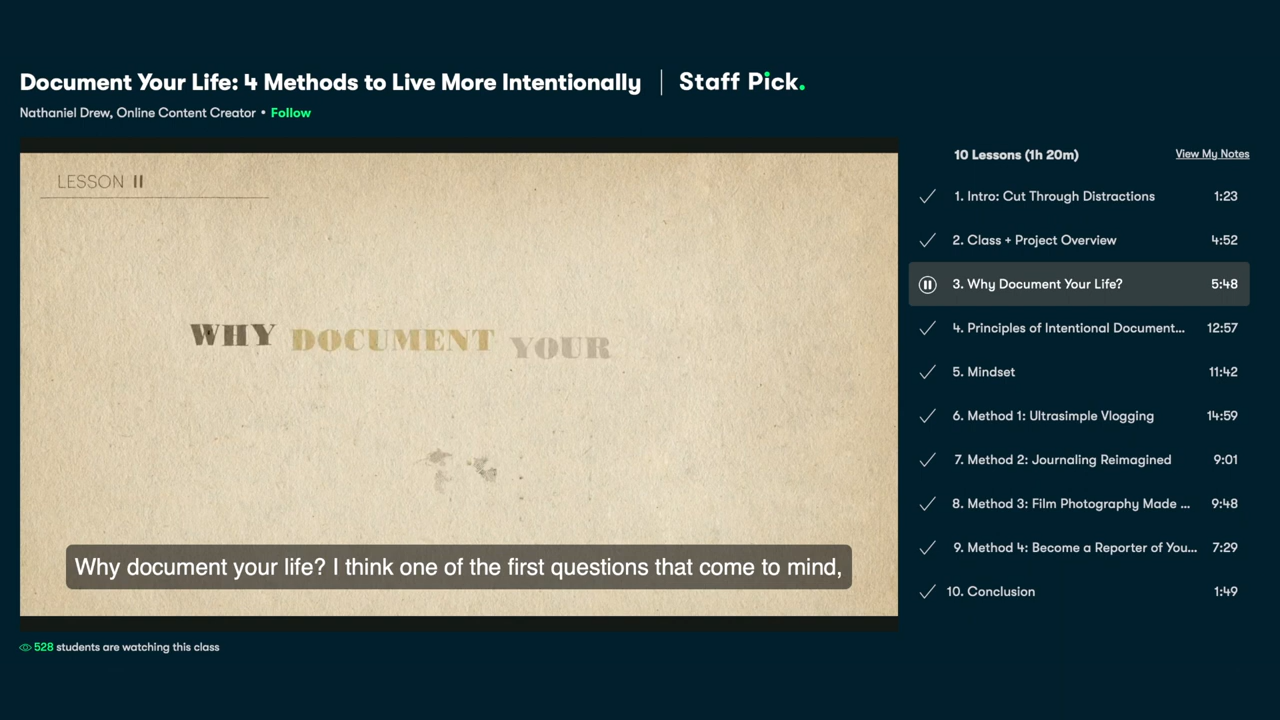 Document Your Life: 4 Methods to Live More Intentionally | Staff Pick.
Nathaniel Drew, Online Content Creator • Follow
LESSON II
WHY DOCUMENT YOUR
Why document your life? I think one of the first questions that come to mind,
528 students are watching this class
10 Lessons (1h 20m) View My Notes
1. Intro: Cut Through Distractions 1:23
2. Class + Project Overview 4:52
3. Why Document Your Life? 5:48
4. Principles of Intentional Document... 12:57
5. Mindset 11:42
6. Method 1: Ultrasimple Vlogging 14:59
7. Method 2: Journaling Reimagined 9:01
8. Method 3: Film Photography Made ... 9:48
9. Method 4: Become a Reporter of You... 7:29
10. Conclusion 1:49